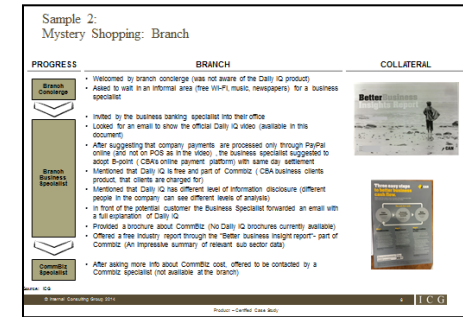 Sample 2:
Mystery Shopping: Branch
PROGRESS
BRANCH
COLLATERAL
Branch
Concierge
• Welcomed by branch concierge (was not aware of the Daily IQ product)
• Asked to wait in an informal area (free Wi-Fi, music, newspapers) for a business
specialist
Branch
Business
Specialist
• Invited by the business banking specialist into their office
• Looked for an email to show the official Daily IQ video (available in this
document)
• After suggesting that company payments are processed only through PayPal
online (and not on POS as in the video) , the business specialist suggested to
adopt B-point ( CBA's online payment platform) with same day settlement
• Mentioned that Daily IQ is free and part of Commbiz ( CBA business clients
product, that clients are charged for)
• Mentioned that Daily IQ has different level of information disclosure (different
people in the company can see different levels of analysis)
• In front of the potential customer the Business Specialist forwarded an email with
a full explanation of Daily IQ
• Provided a brochure about CommBiz (No Daily IQ brochures currently available)
• Offered a free industry report through the "Better business insight report"- part of
Commbiz (An impressive summary of relevant sub sector data)
CommBiz
Specialist
• After asking more info about CommBiz cost, offered to be contacted by a
Commbiz specialist (not available at the branch)
Better Business
Insights Report
Three easy steps
Source: ICG
© Internal Consulting Group 2014
4
ICG
Product – Certified Case Study